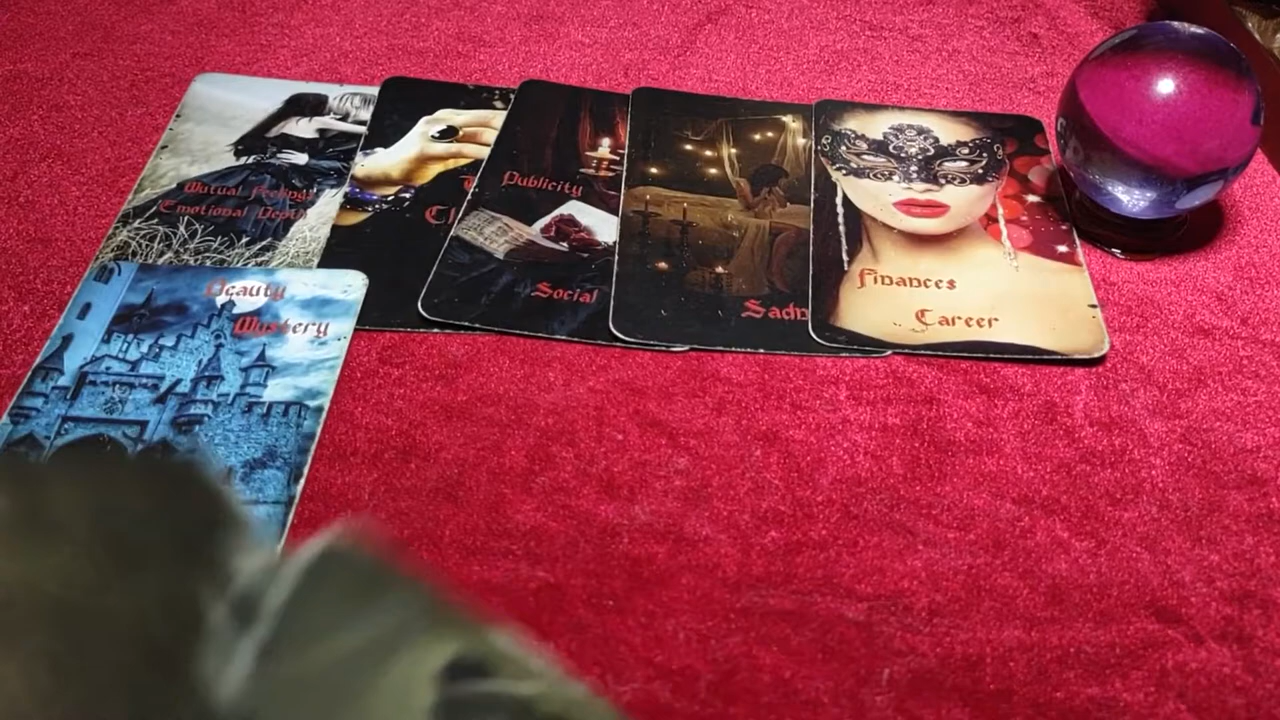 Mutual Feelings
Emotional Depth
Publicity
Social
Finances
Career
Beauty
Mystery